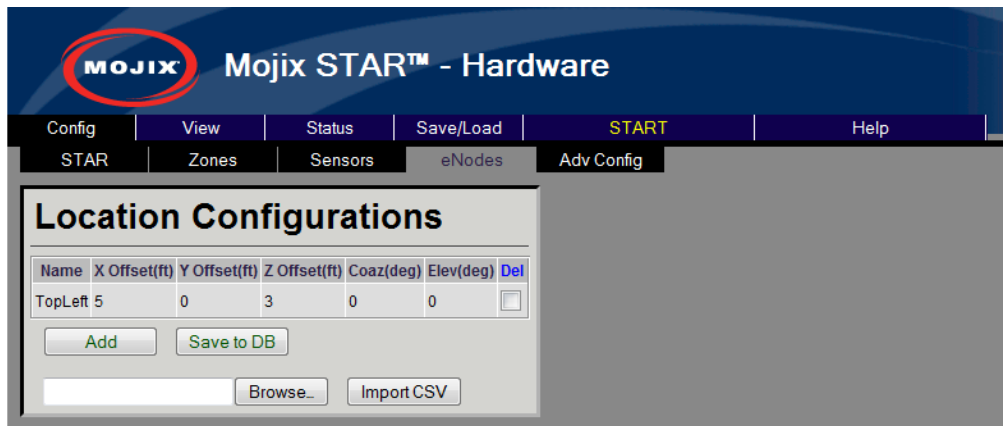 MOJIX Mojix STAR™ - Hardware
Config View Status Save/Load START Help
STAR Zones Sensors eNodes Adv Config
Location Configurations
Name X Offset(ft) Y Offset(ft) Z Offset(ft) Coaz(deg) Elev(deg) Del
TopLeft 5 0 3 0 0
Add Save to DB
Browse... Import CSV